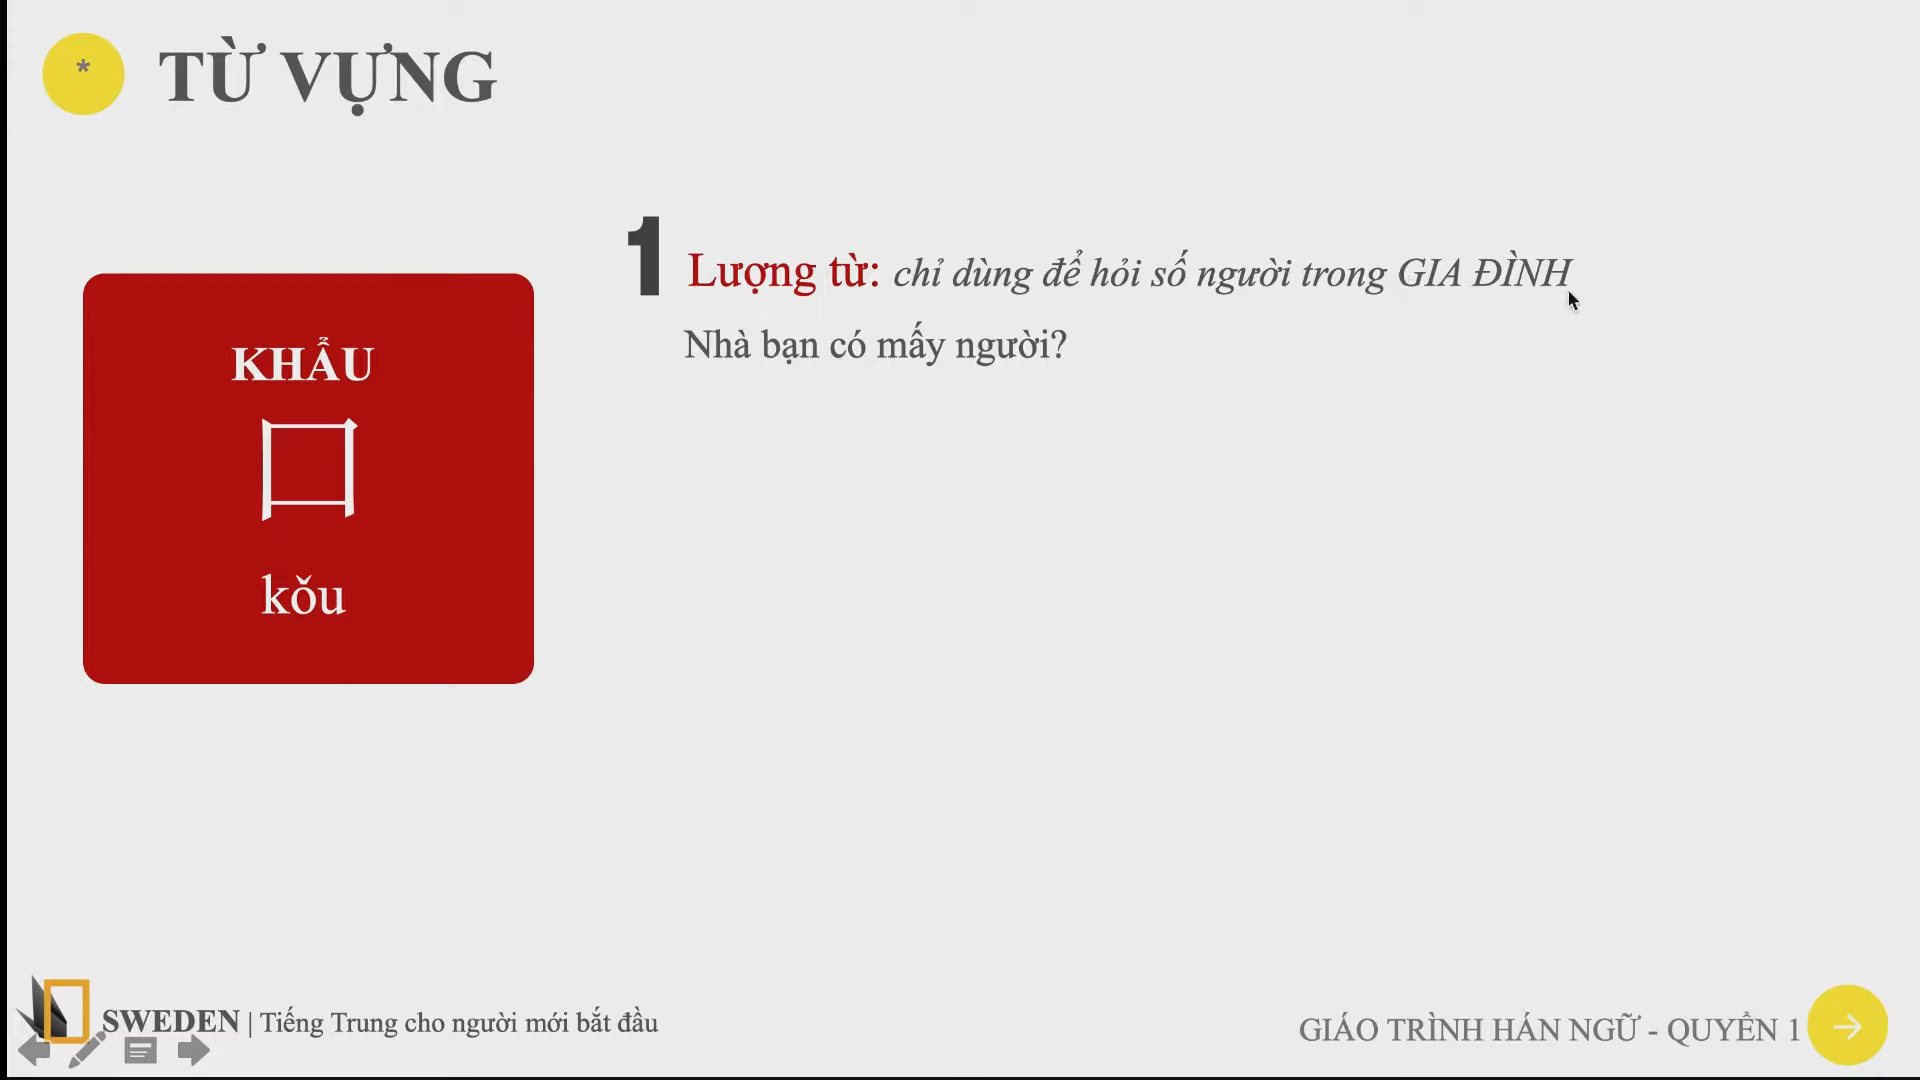 *
TỪ VỰNG
1
Lượng từ: chỉ dùng để hỏi số người trong GIA ĐÌNH
Nhà bạn có mấy người?
KHẨU
口
kǒu
SWEDEN | Tiếng Trung cho người mới bắt đầu
GIÁO TRÌNH HÁN NGỮ - QUYỂN 1